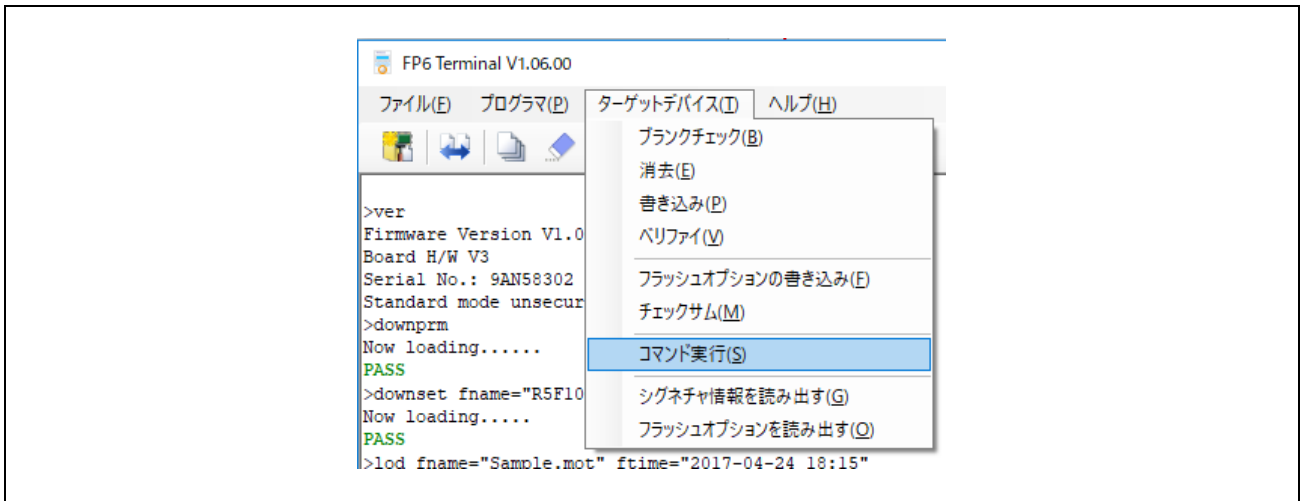 FP6 Terminal V1.06.00
ファイル(F) プログラマ(P) ターゲットデバイス(T) ヘルプ(H)
ブランクチェック(B)
消去(E)
書き込み(P)
ベリファイ(V)
フラッシュオプションの書き込み(F)
チェックサム(M)
コマンド実行(S)
シグネチャ情報を読み出す(G)
フラッシュオプションを読み出す(O)
>ver
Firmware Version V1.0
Board H/W V3
Serial No.: 9AN58302
Standard mode unsecur
>downprm
Now loading......
PASS
>downset fname="R5F10
Now loading.....
PASS
>lod fname="Sample.mot" ftime="2017-04-24 18:15"